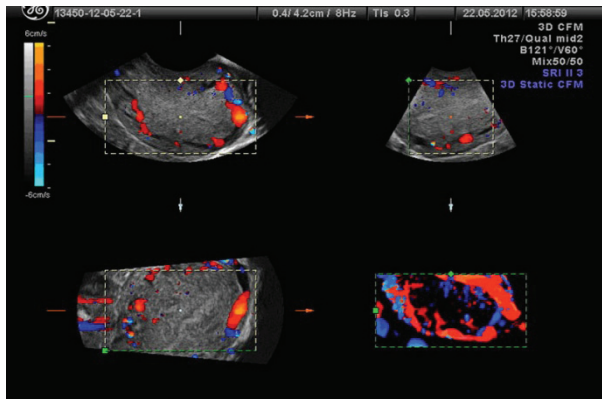 GE
13450-12-05-22-1 0.4/ 4.2cm / 8Hz TIs 0.3 22.05.2012 15:58:59
6cm/s
3D CFM
Th27/Qual mid2
B121°/V60°
Mix50/50
SRI II 3
3D Static CFM
-6cm/s